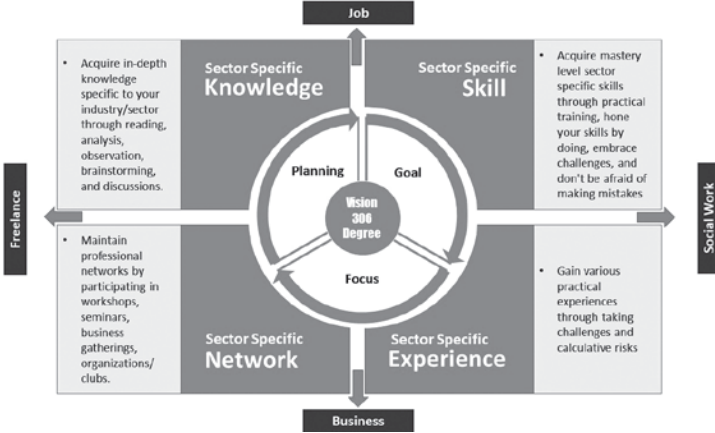 Job
• Acquire in-depth
knowledge
specific to your
industry/sector
through reading,
analysis,
observation,
brainstorming,
and discussions.
Sector Specific
Knowledge
Sector Specific
Skill
• Acquire mastery
level sector
specific skills
through practical
training, hone
your skills by
doing, embrace
challenges, and
don't be afraid of
making mistakes
Planning
Goal
Vision
306
Degree
Focus
Freelance
Social Work
• Maintain
professional
networks by
participating in
workshops,
seminars,
business
gatherings,
organizations/
clubs.
Sector Specific
Network
Sector Specific
Experience
• Gain various
practical
experiences
through taking
challenges and
calculative risks
Business